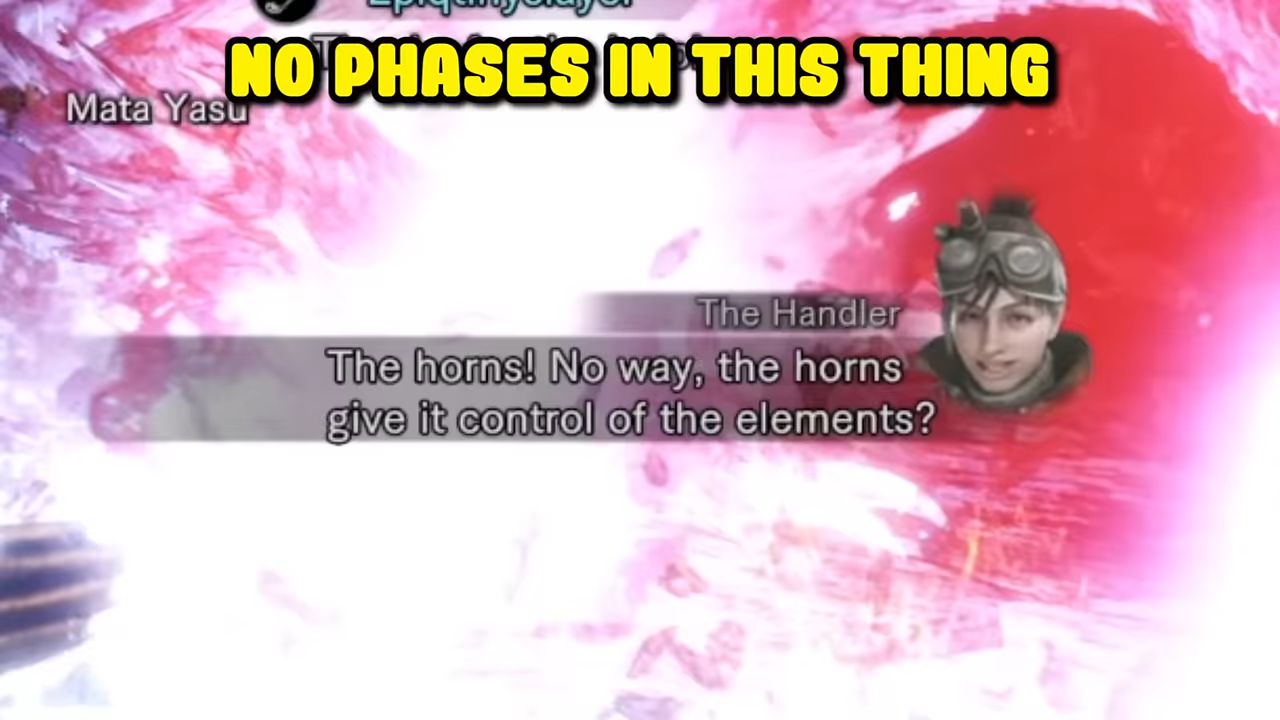 NO PHASES IN THIS THING
Mata Yasu
The Handler
The horns! No way, the horns
give it control of the elements?